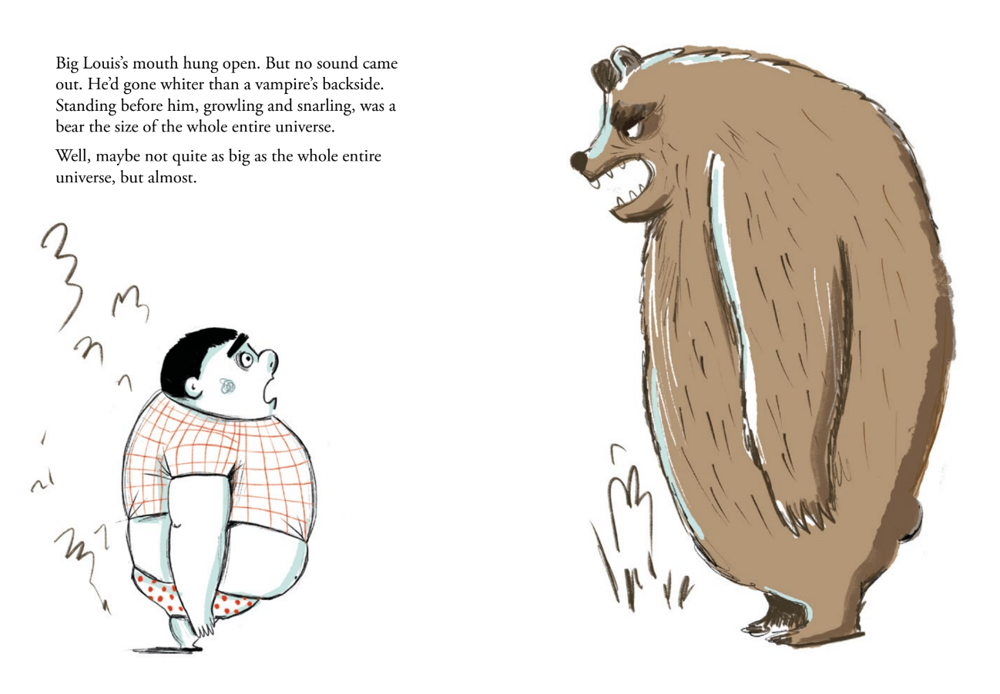 Big Louis’s mouth hung open. But no sound came
out. He’d gone whiter than a vampire’s backside.
Standing before him, growling and snarling, was a
bear the size of the whole entire universe.
Well, maybe not quite as big as the whole entire
universe, but almost.